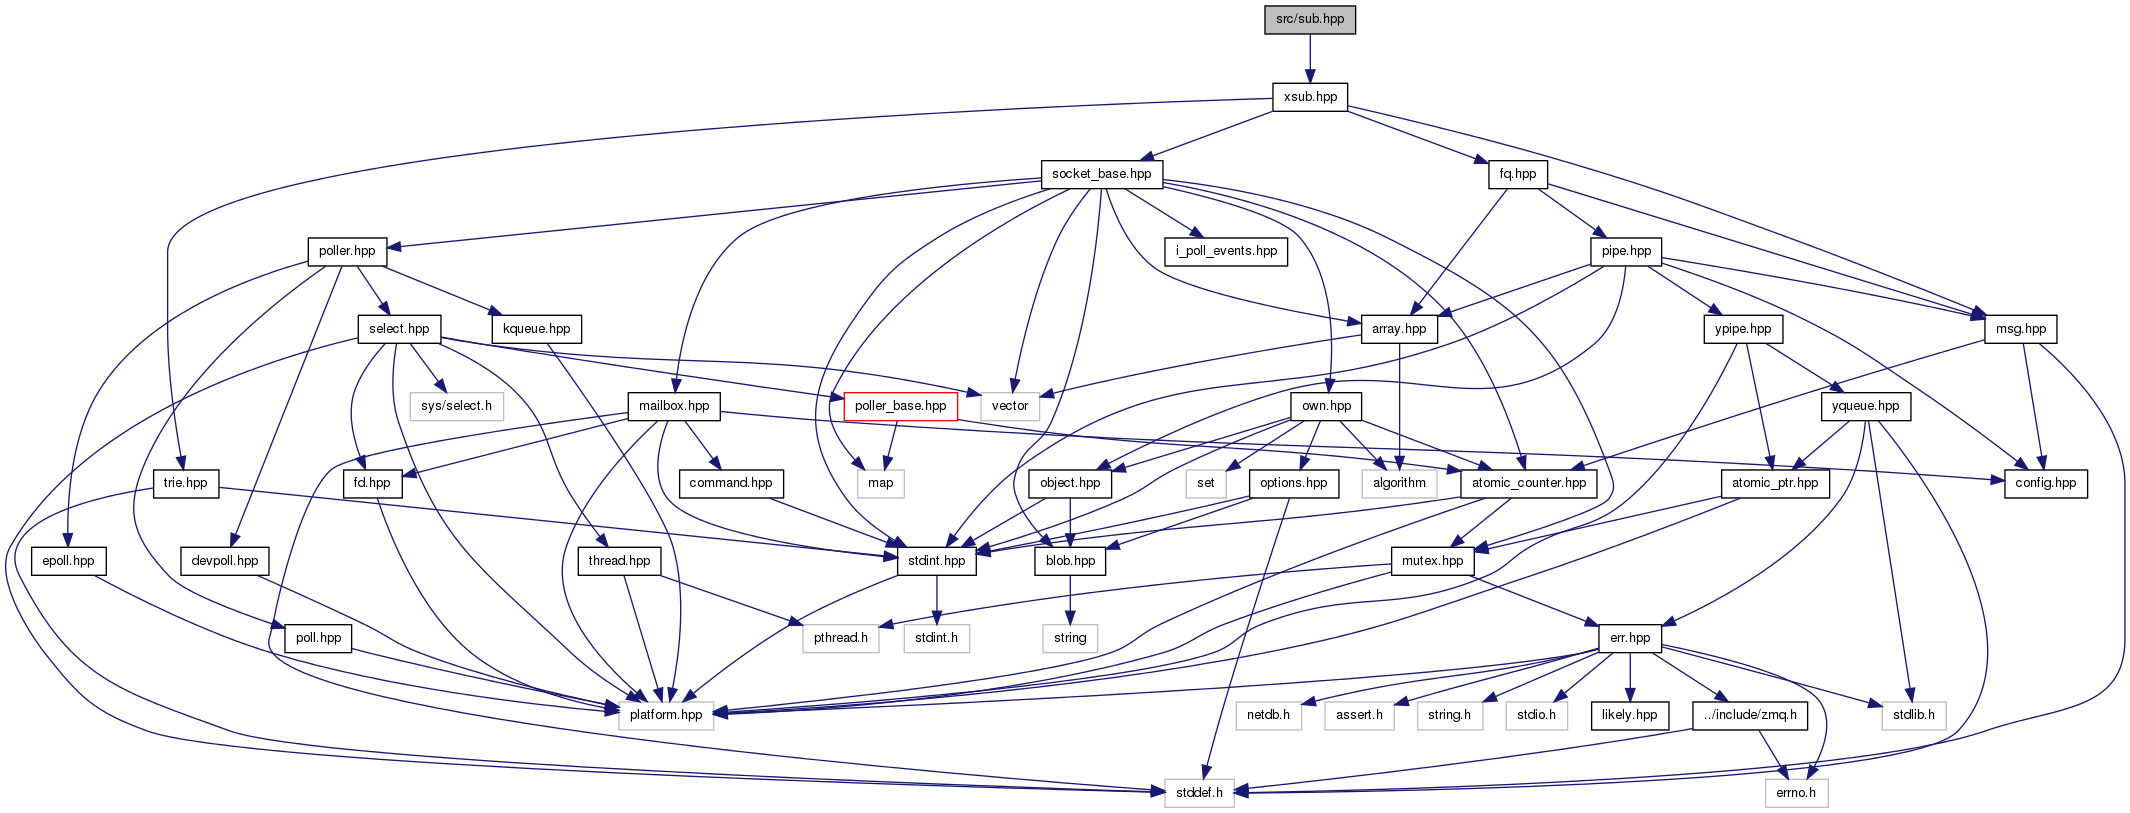 src/sub.hpp
xsub.hpp
socket_base.hpp
fq.hpp
poller.hpp
i_poll_events.hpp
pipe.hpp
select.hpp
kqueue.hpp
array.hpp
ypipe.hpp
msg.hpp
sys/select.h
mailbox.hpp
poller_base.hpp
vector
own.hpp
yqueue.hpp
trie.hpp
fd.hpp
command.hpp
map
object.hpp
set
options.hpp
algorithm
atomic_counter.hpp
atomic_ptr.hpp
config.hpp
epoll.hpp
devpoll.hpp
thread.hpp
stdint.hpp
blob.hpp
mutex.hpp
poll.hpp
pthread.h
stdint.h
string
err.hpp
platform.hpp
netdb.h
assert.h
string.h
stdio.h
likely.hpp
../include/zmq.h
stdlib.h
stddef.h
errno.h